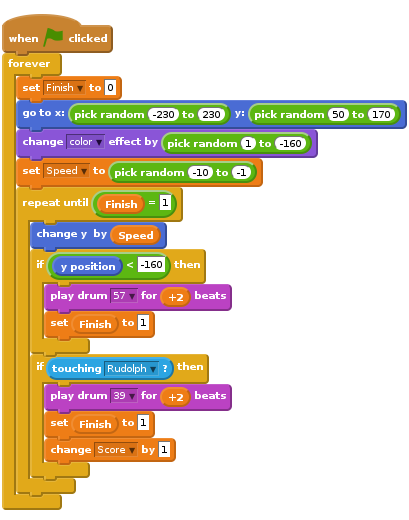 when clicked
forever
set Finish to 0
go to x: pick random -230 to 230 y: pick random 50 to 170
change color effect by pick random 1 to -160
set Speed to pick random -10 to -1
repeat until Finish = 1
change y by Speed
if y position < -160 then
play drum 57 for +2 beats
set Finish to 1
if touching Rudolph ? then
play drum 39 for +2 beats
set Finish to 1
change Score by 1